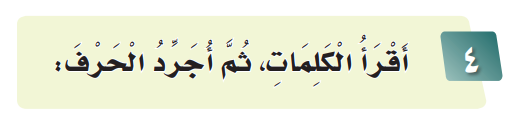 ٤ أَقْرَأُ الْكَلِمَاتِ، ثُمَّ أُجَرِّدُ الْحَرْفَ: